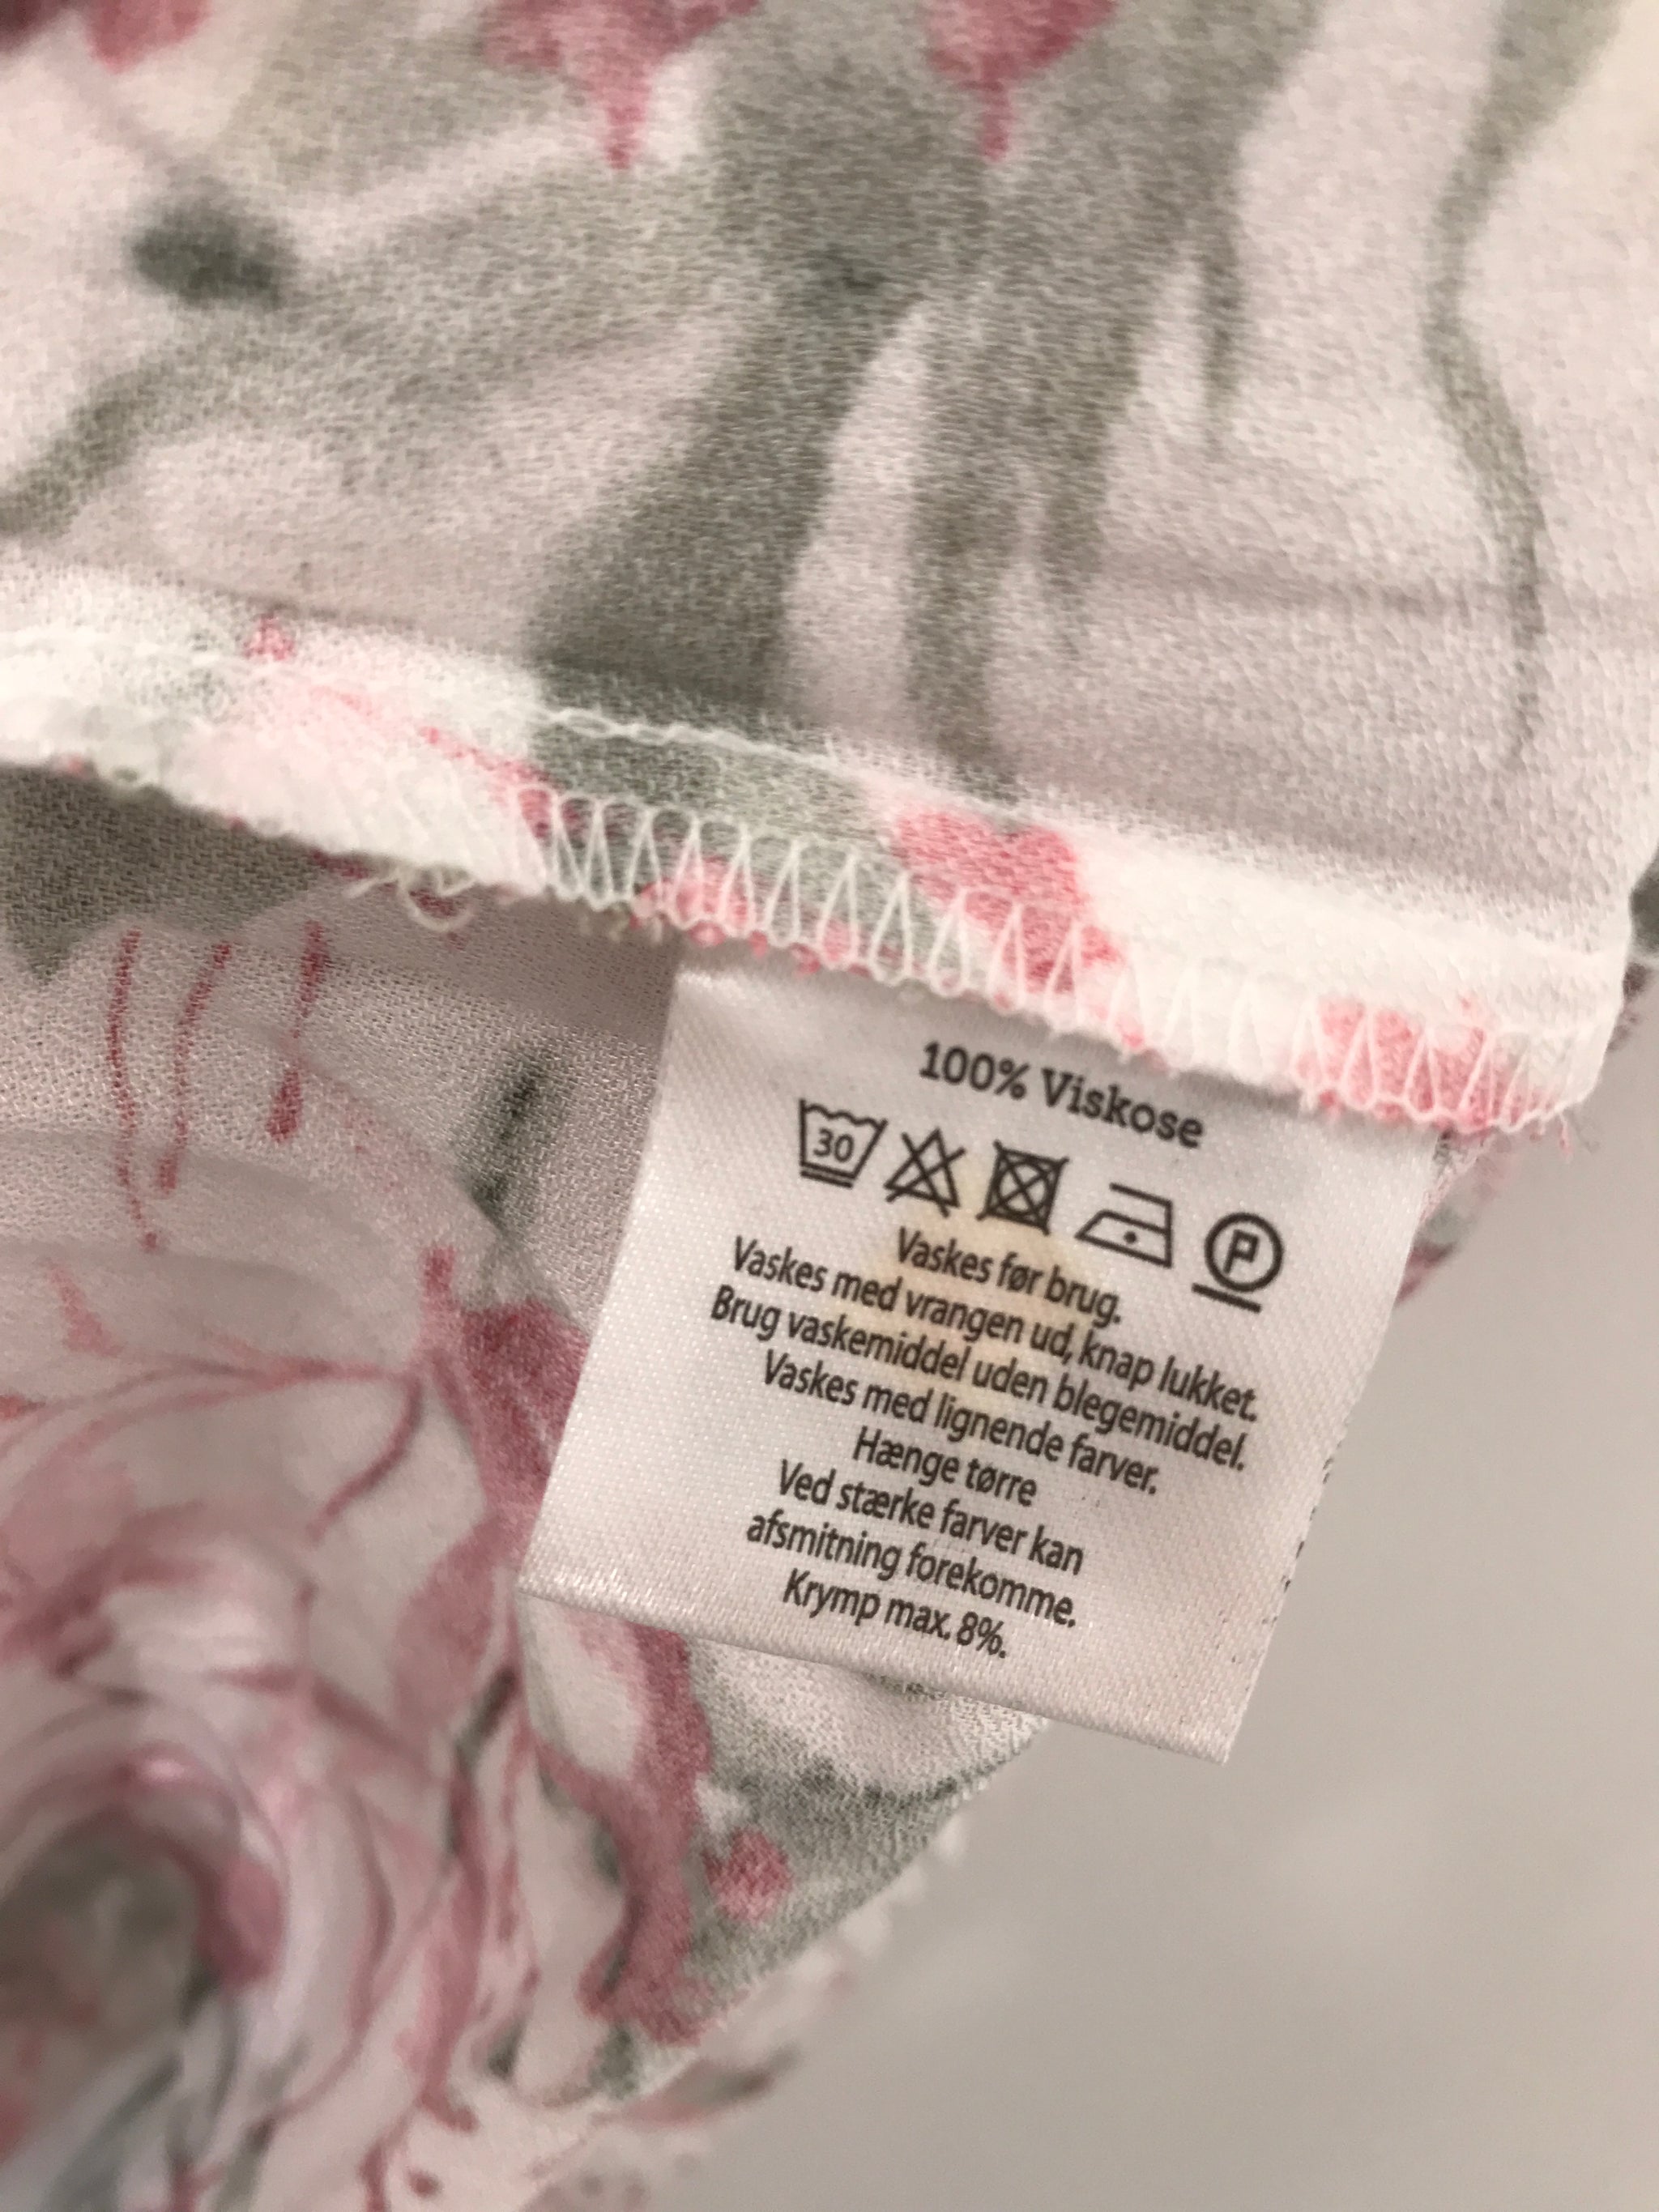 100% Viskose
30
P
Vaskes før brug.
Vaskes med vrangen ud, knap lukket.
Brug vaskemiddel uden blegemiddel.
Vaskes med lignende farver.
Hænge tørre
Ved stærke farver kan
afsmitning forekomme.
Krymp max. 8%.